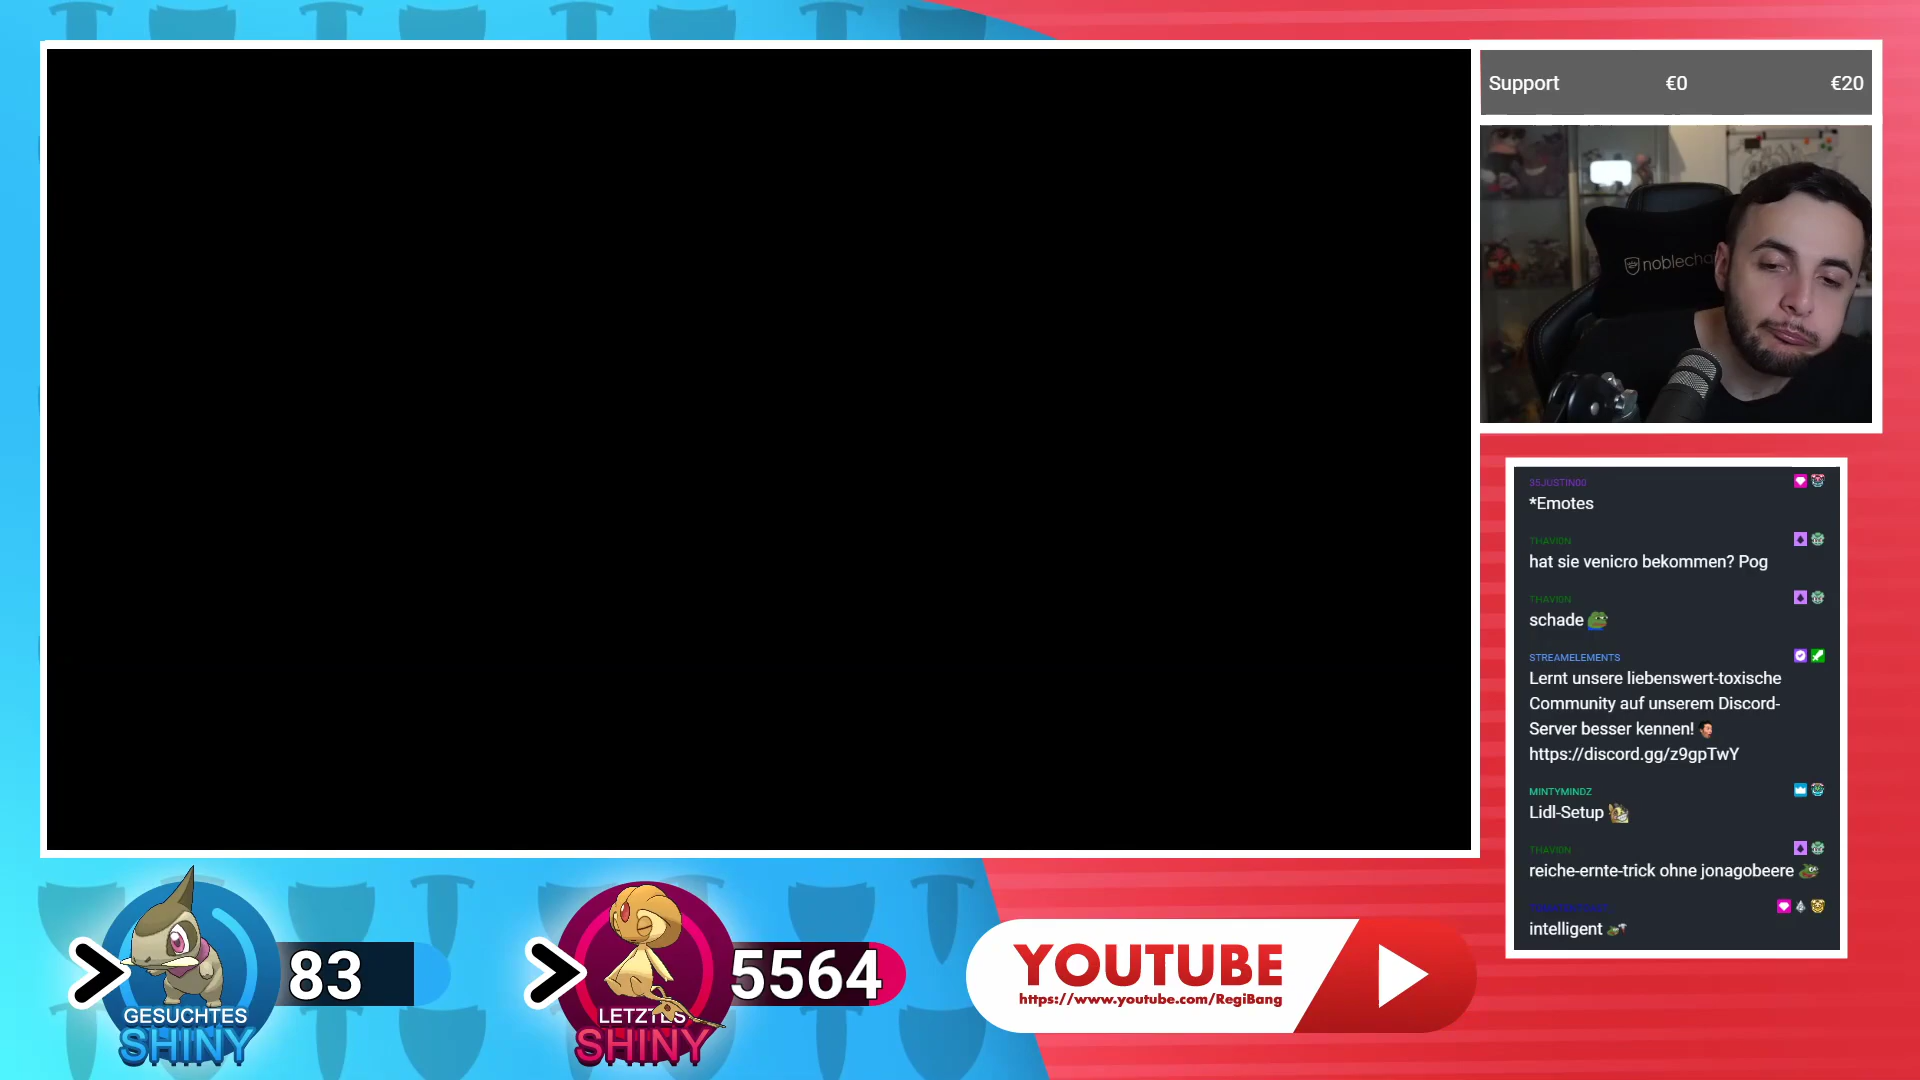 Support €0 €20
noblecha
35JUSTIN00
*Emotes
THAVION
hat sie venicro bekommen? Pog
THAVION
schade
STREAMELEMENTS
Lernt unsere liebenswert-toxische
Community auf unserem Discord-
Server besser kennen!
https://discord.gg/z9gpTwY
MINTYMINDZ
Lidl-Setup
THAVION
reiche-ernte-trick ohne jonagobeere
intelligent
83
GESUCHTES
SHINY
5564
LETZTES
SHINY
YOUTUBE
https://www.youtube.com/RegiBang